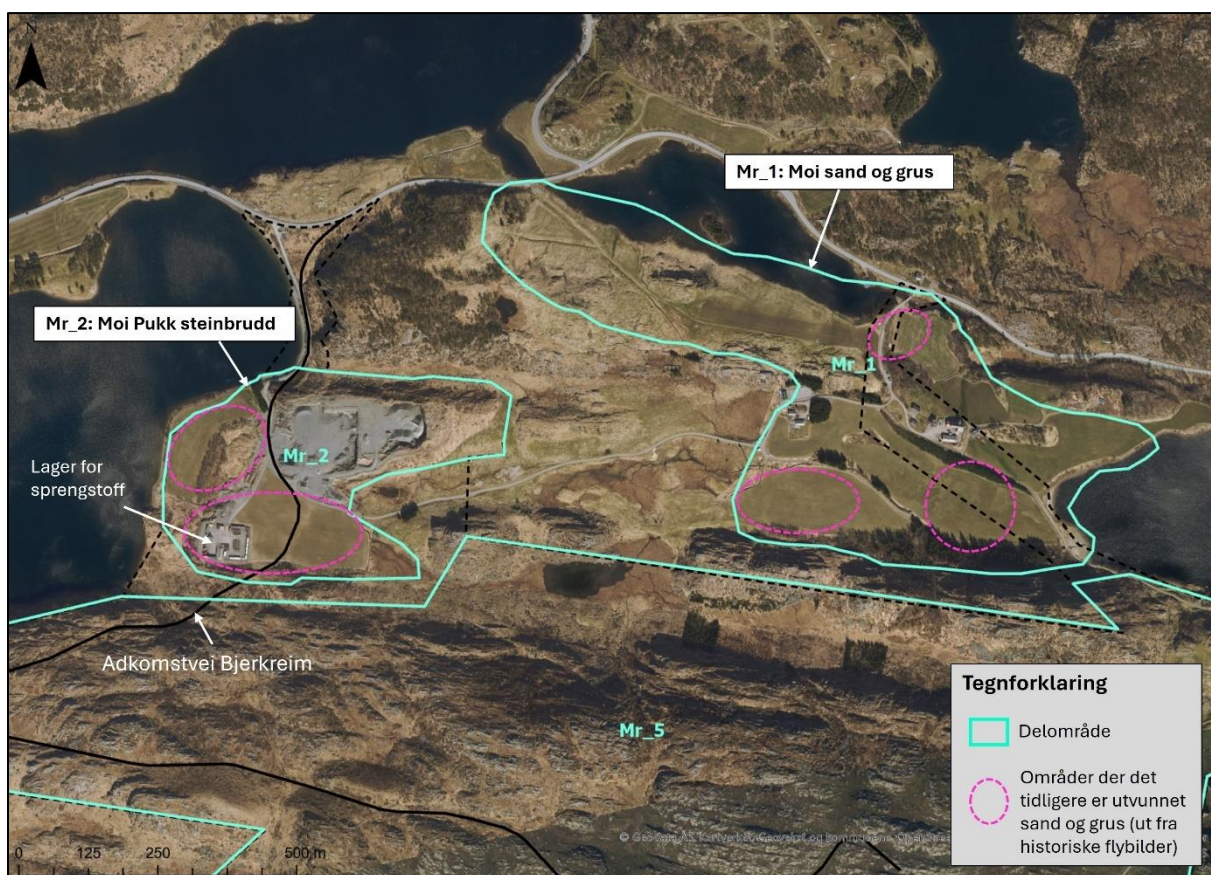 N
Mr_1: Moi sand og grus
Mr_2: Moi Pukk steinbrudd
Mr_1
Mr_2
Lager for
sprengstoff
Adkomstvei Bjerkreim
Mr_5
Tegnforklaring
Delområde
Områder der det
tidligere er utvunnet
sand og grus (ut fra
historiske flybilder)
0 125 250 500 m